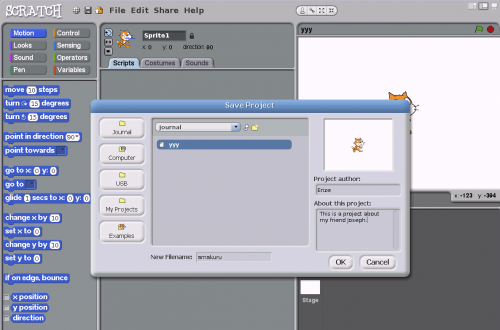 SCRATCH
File Edit Share Help
Motion
Control
Looks
Sensing
Sound
Operators
Pen
Variables
Sprite1
x: 0 y: 0 direction: 90
Scripts
Costumes
Sounds
yyy
move 10 steps
turn 15 degrees
turn 15 degrees
point in direction 90
point towards
go to x: 0 y: 0
go to
glide 1 secs to x: 0 y: 0
change x by 10
set x to 0
change y by 10
set y to 0
if on edge, bounce
x position
y position
direction
Save Project
Journal
Computer
USB
My Projects
Examples
journal
yyy
New Filename: amakuru
Project author:
About this project:
This is a project about
my friend Joseph.
OK
Cancel
x: -123 y: -304
Stage